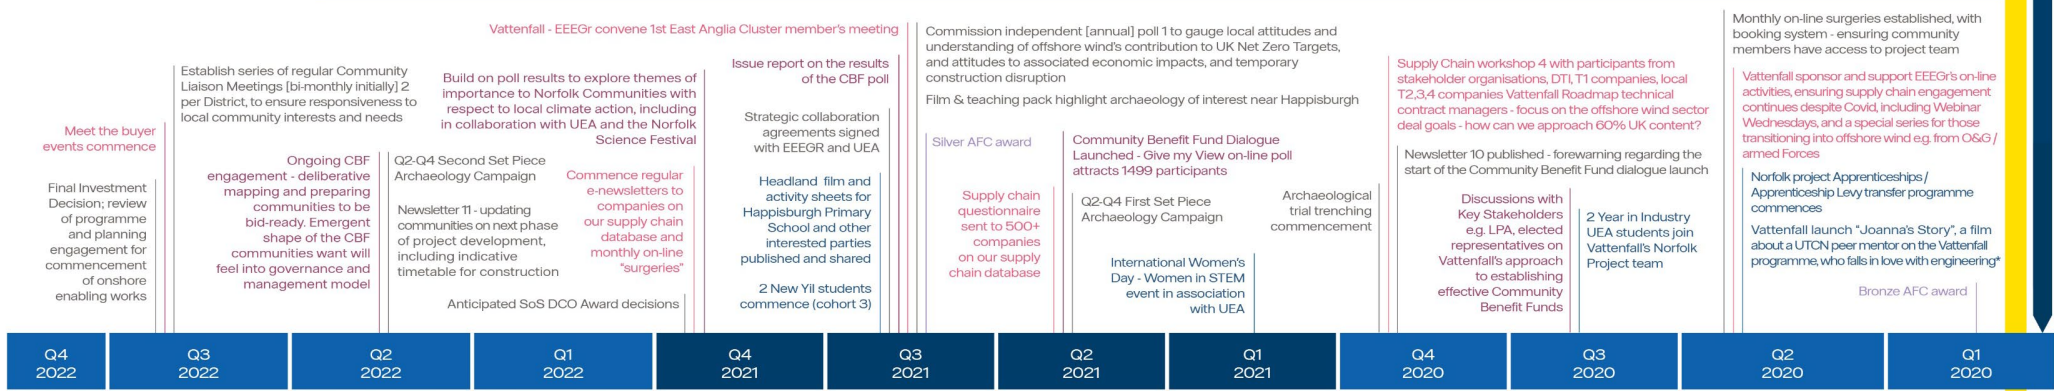 Meet the buyer
events commence
Final Investment
Decision; review
of programme
and planning
engagement for
commencement
of onshore
enabling works
Establish series of regular Community
Liaison Meetings [bi-monthly initially] 2
per District, to ensure responsiveness to
local community interests and needs
Ongoing CBF
engagement - deliberative
mapping and preparing
communities to be
bid-ready. Emergent
shape of the CBF
communities want will
feel into governance and
management model
Vattenfall - EEEGr convene 1st East Anglia Cluster member's meeting
Build on poll results to explore themes of
importance to Norfolk Communities with
respect to local climate action, including
in collaboration with UEA and the Norfolk
Science Festival
Q2-Q4 Second Set Piece
Archaeology Campaign
Newsletter 11 - updating
communities on next phase
of project development,
including indicative
timetable for construction
Commence regular
e-newsletters to
companies on
our supply chain
database and
monthly on-line
"surgeries"
Anticipated SoS DCO Award decisions
Issue report on the results
of the CBF poll
Strategic collaboration
agreements signed
with EEEGR and UEA
Headland film and
activity sheets for
Happisburgh Primary
School and other
interested parties
published and shared
2 New YiI students
commence (cohort 3)
Commission independent [annual] poll 1 to gauge local attitudes and
understanding of offshore wind's contribution to UK Net Zero Targets,
and attitudes to associated economic impacts, and temporary
construction disruption
Film & teaching pack highlight archaeology of interest near Happisburgh
Silver AFC award
Supply chain
questionnaire
sent to 500+
companies
on our supply
chain database
Community Benefit Fund Dialogue
Launched - Give my View on-line poll
attracts 1499 participants
Q2-Q4 First Set Piece
Archaeology Campaign
International Women's
Day - Women in STEM
event in association
with UEA
Archaeological
trial trenching
commencement
Supply Chain workshop 4 with participants from
stakeholder organisations, DTI, T1 companies, local
T2,3,4 companies Vattenfall Roadmap technical
contract managers - focus on the offshore wind sector
deal goals - how can we approach 60% UK content?
Newsletter 10 published - forewarning regarding the
start of the Community Benefit Fund dialogue launch
Discussions with
Key Stakeholders
e.g. LPA, elected
representatives on
Vattenfall's approach
to establishing
effective Community
Benefit Funds
2 Year in Industry
UEA students join
Vattenfall's Norfolk
Project team
Monthly on-line surgeries established, with
booking system - ensuring community
members have access to project team
Vattenfall sponsor and support EEEGr's on-line
activities, ensuring supply chain engagement
continues despite Covid, including Webinar
Wednesdays, and a special series for those
transitioning into offshore wind e.g. from O&G /
armed Forces
Norfolk project Apprenticeships /
Apprenticeship Levy transfer programme
commences
Vattenfall launch "Joanna's Story", a film
about a UTCN peer mentor on the Vattenfall
programme, who falls in love with engineering*
Bronze AFC award
Q4
2022
Q3
2022
Q2
2022
Q1
2022
Q4
2021
Q3
2021
Q2
2021
Q1
2021
Q4
2020
Q3
2020
Q2
2020
Q1
2020